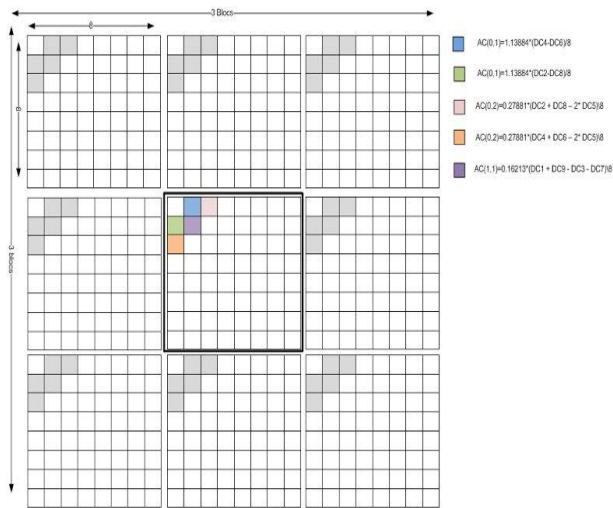 3 Blocs
8
AC(0,1)=1.13884*(DC4-DC6)/8
8
AC(0,1)=1.13884*(DC2-DC8)/8
AC(0,2)=0.27881*(DC2 + DC8 – 2* DC5)/8
AC(0,2)=0.27881*(DC4 + DC6 – 2* DC5)/8
AC(1,1)=0.16213*(DC1 + DC9 - DC3 - DC7)/8
3 blocs